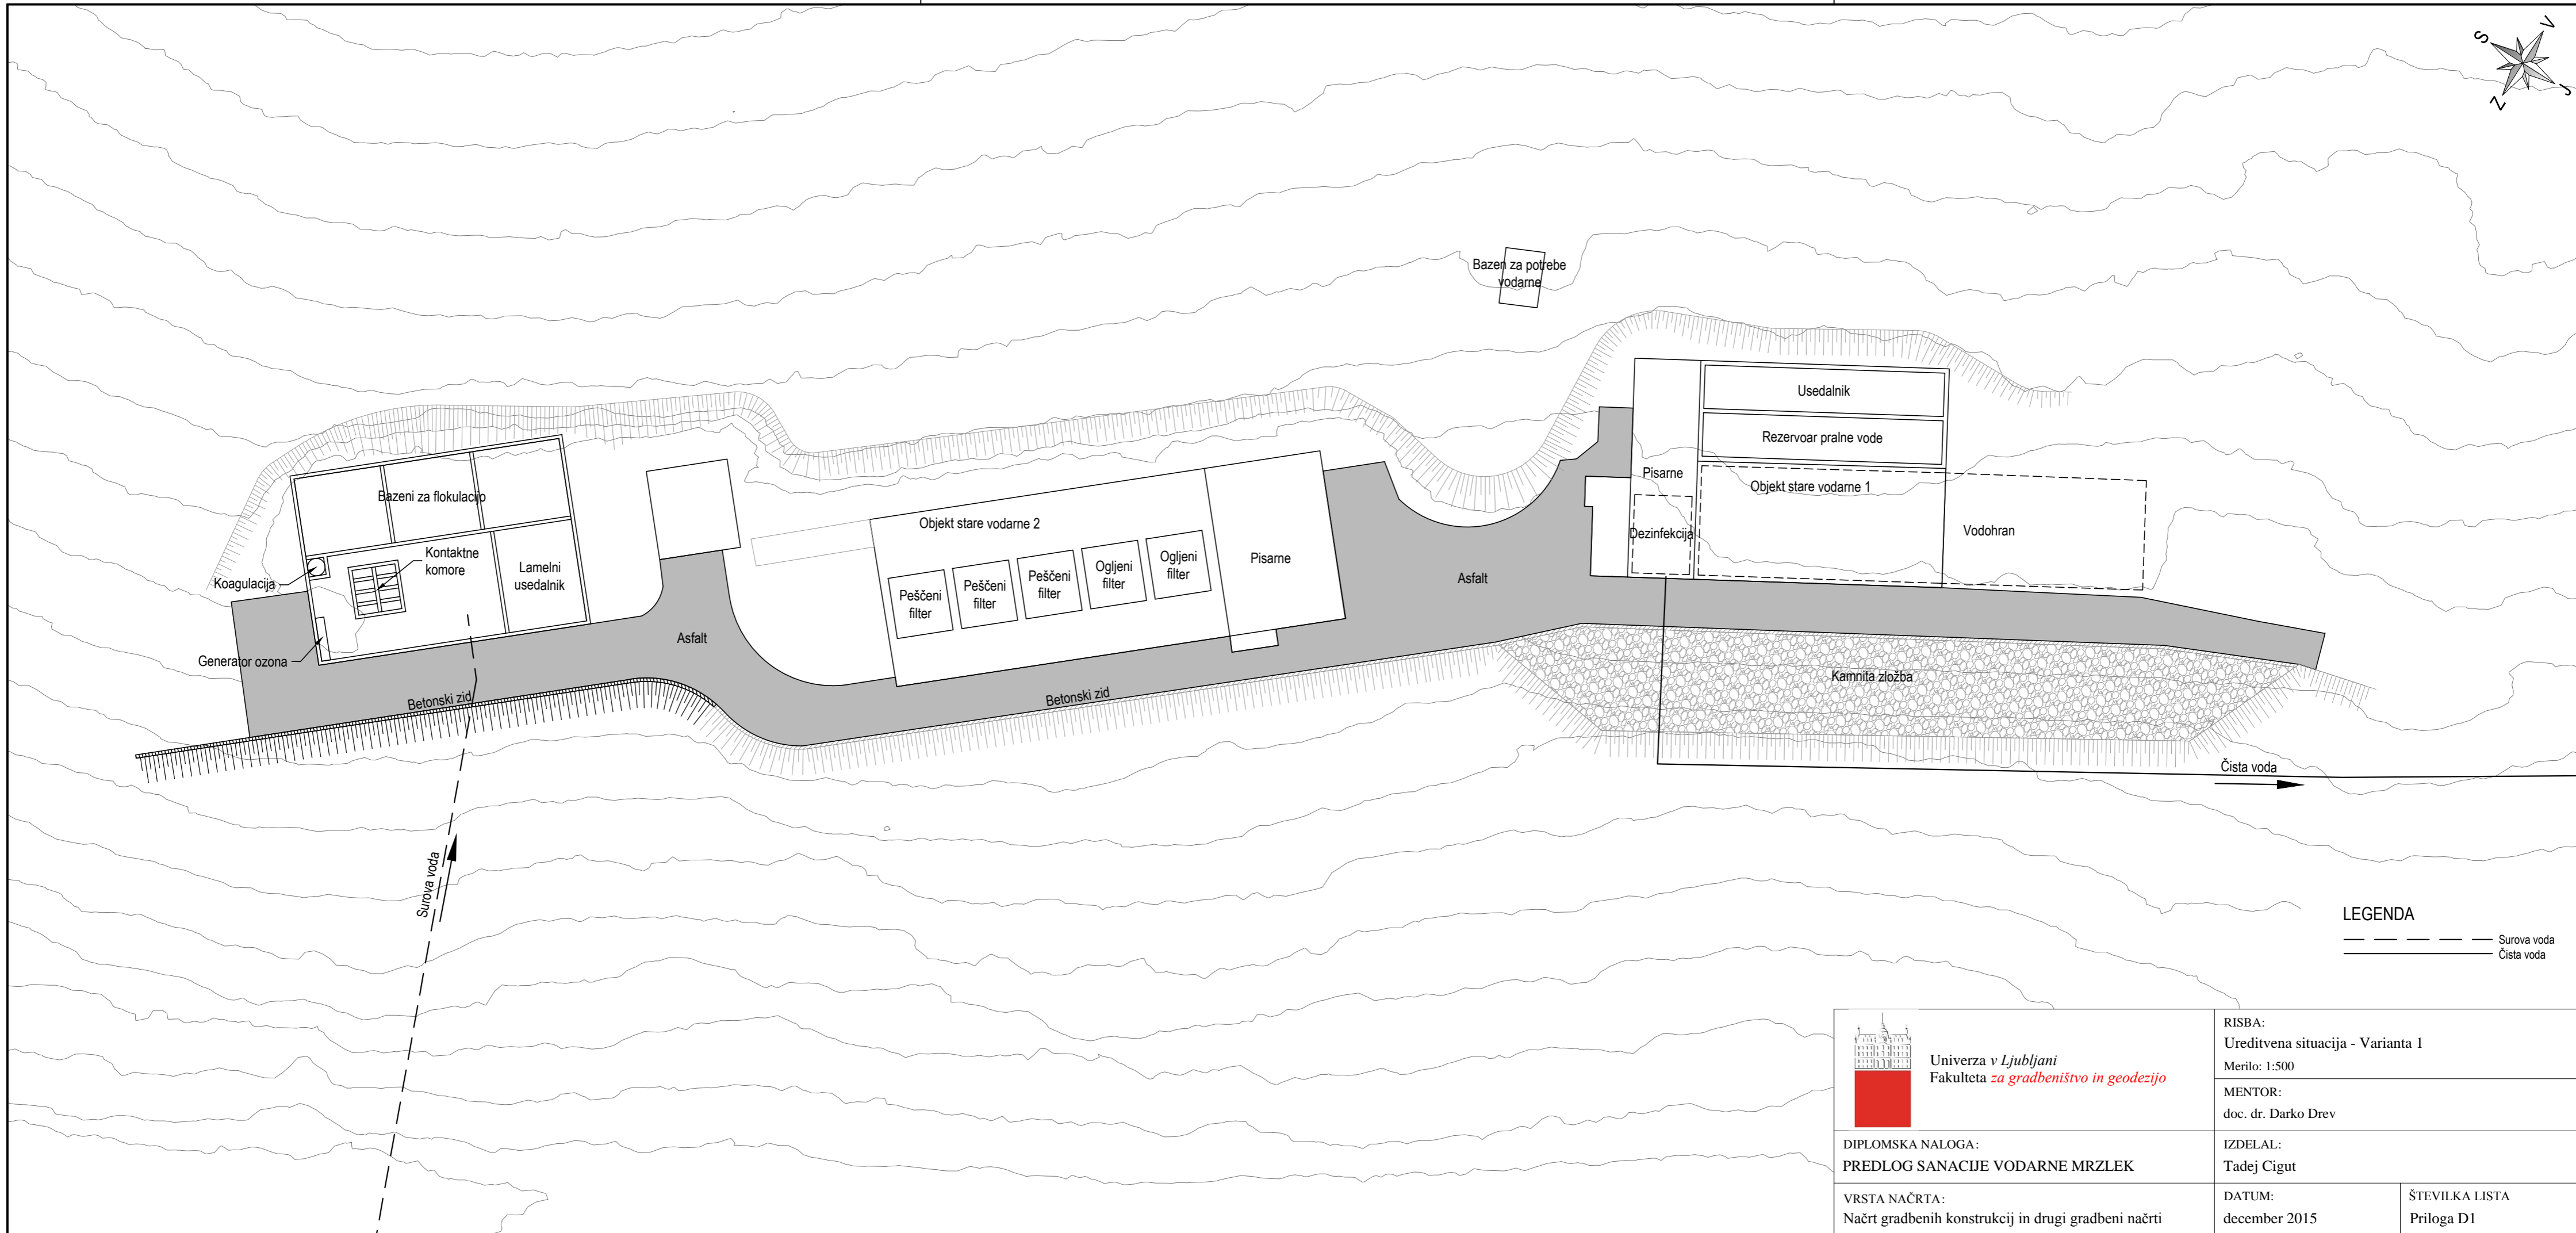 S
V
Z
J
Bazen za potrebe
vodarne
Usedalnik
Rezervoar pralne vode
Pisarne
Objekt stare vodarne 1
Dezinfekcija
Vodohran
Bazeni za flokulacijo
Kontaktne
komore
Koagulacija
Lamelni
usedalnik
Generator ozona
Objekt stare vodarne 2
Peščeni
filter
Peščeni
filter
Peščeni
filter
Ogljeni
filter
Ogljeni
filter
Pisarne
Asfalt
Asfalt
Betonski zid
Betonski zid
Kamnita zložba
Čista voda
Surova voda
LEGENDA
Surova voda
Čista voda
Univerza v Ljubljani
Fakulteta za gradbeništvo in geodezijo
RISBA:
Ureditvena situacija - Varianta 1
Merilo: 1:500
MENTOR:
doc. dr. Darko Drev
DIPLOMSKA NALOGA:
PREDLOG SANACIJE VODARNE MRZLEK
IZDELAL:
Tadej Cigut
VRSTA NAČRTA:
Načrt gradbenih konstrukcij in drugi gradbeni načrti
DATUM:
december 2015
ŠTEVILKA LISTA
Priloga D1